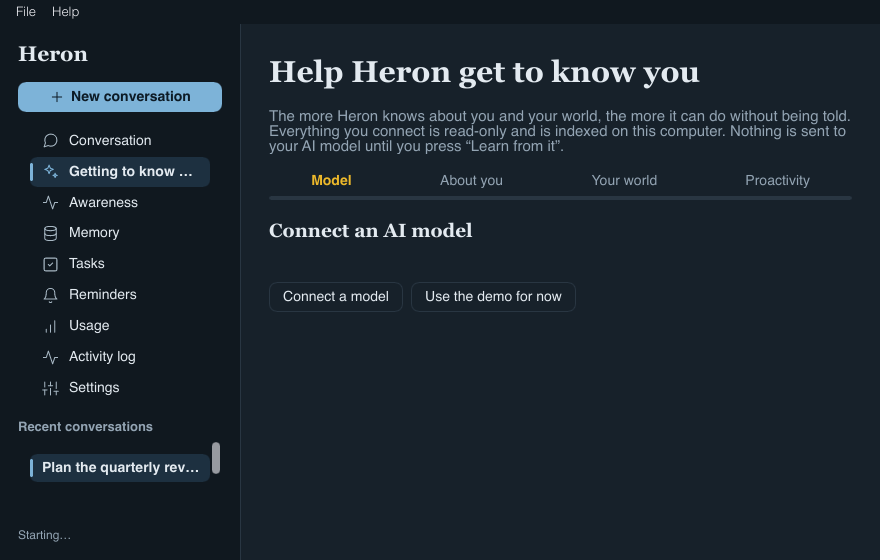 File Help
Heron
New conversation
Conversation
Getting to know ...
Awareness
Memory
Tasks
Reminders
Usage
Activity log
Settings
Recent conversations
Plan the quarterly rev...
Starting...
Help Heron get to know you
The more Heron knows about you and your world, the more it can do without being told.
Everything you connect is read-only and is indexed on this computer. Nothing is sent to
your AI model until you press “Learn from it”.
Model About you Your world Proactivity
Connect an AI model
Connect a model Use the demo for now